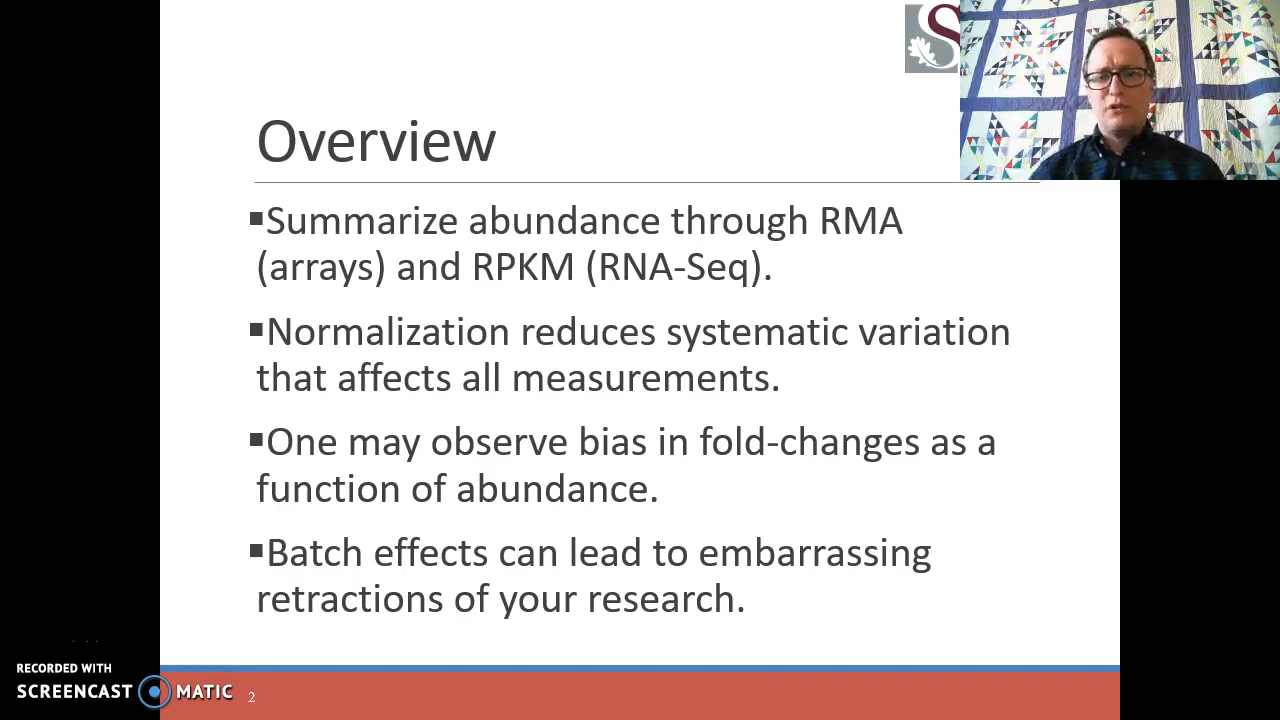 S
Overview
▪Summarize abundance through RMA
(arrays) and RPKM (RNA-Seq).
▪Normalization reduces systematic variation
that affects all measurements.
▪One may observe bias in fold-changes as a
function of abundance.
▪Batch effects can lead to embarrassing
retractions of your research.
RECORDED WITH
SCREENCAST MATIC
2